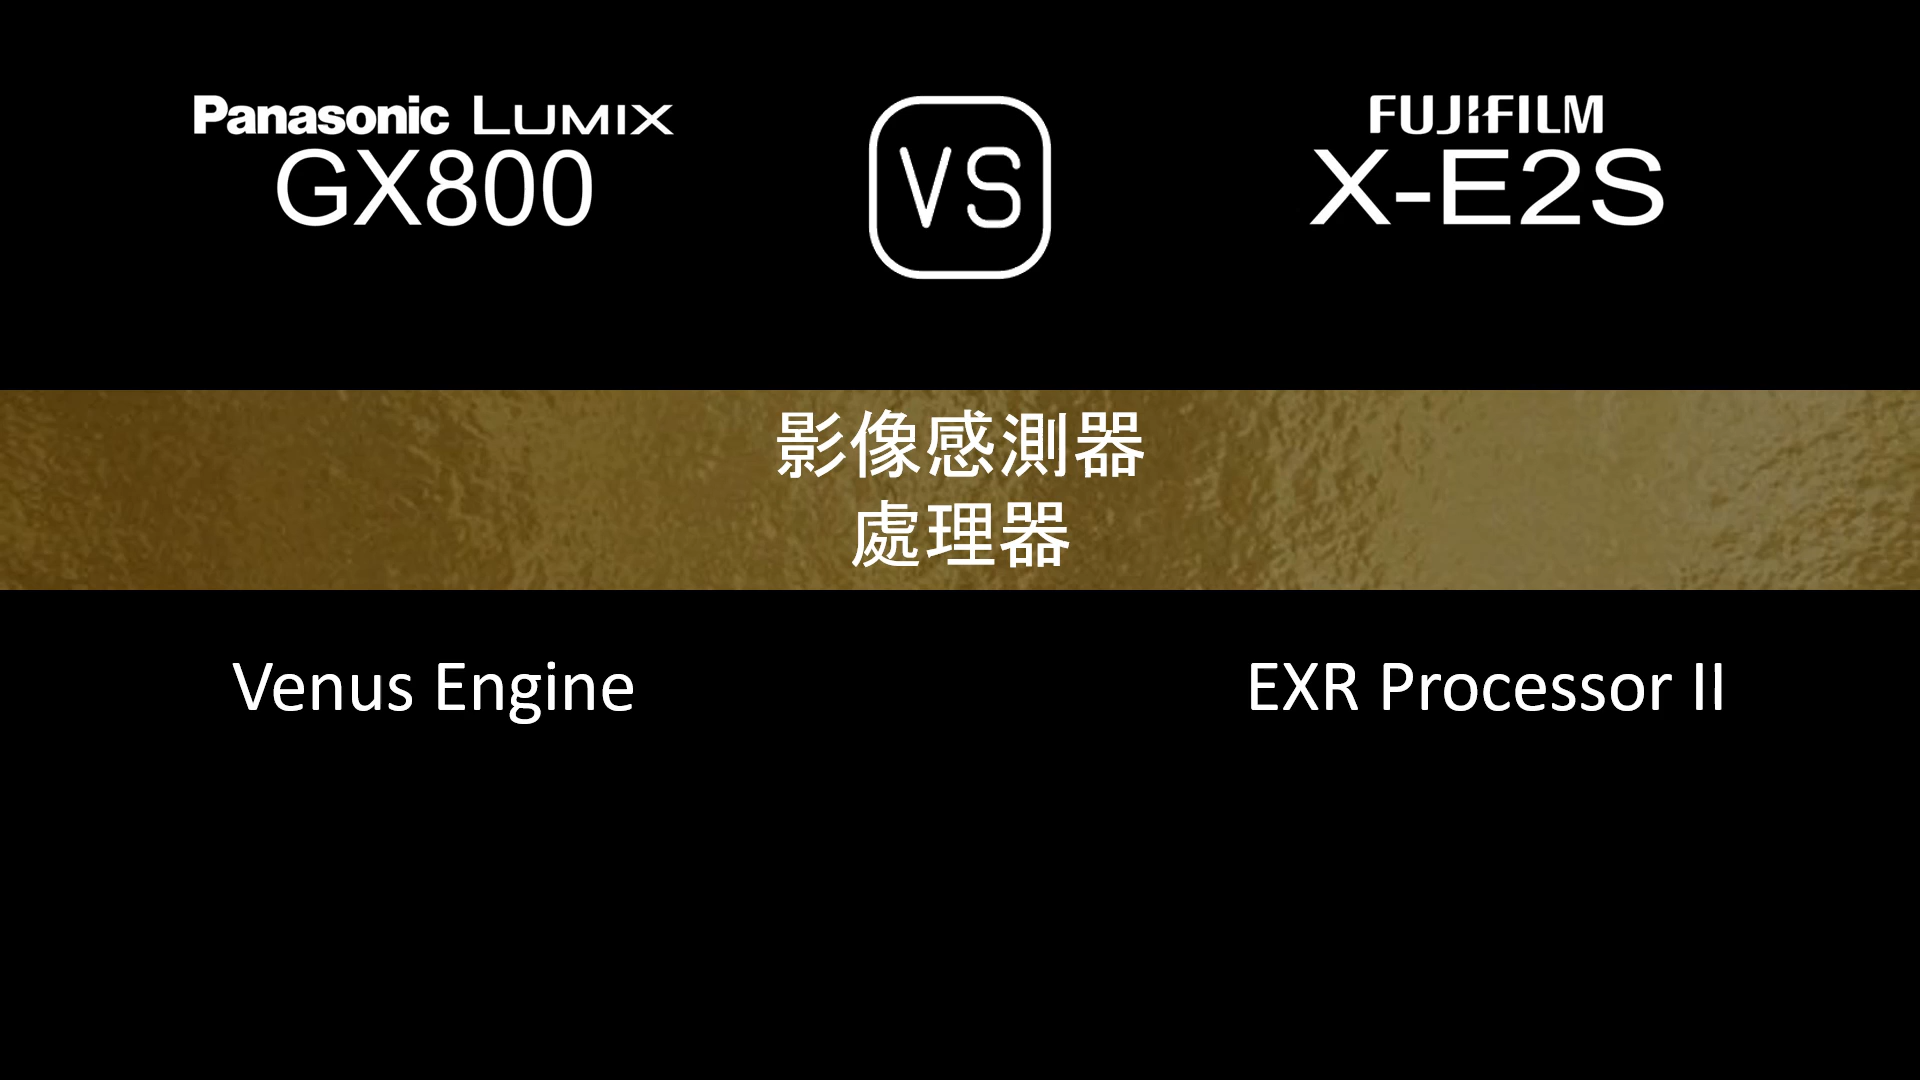 Panasonic LUMIX
GX800
VS
FUJIFILM
X-E2S
影像感測器
處理器
Venus Engine
EXR Processor II